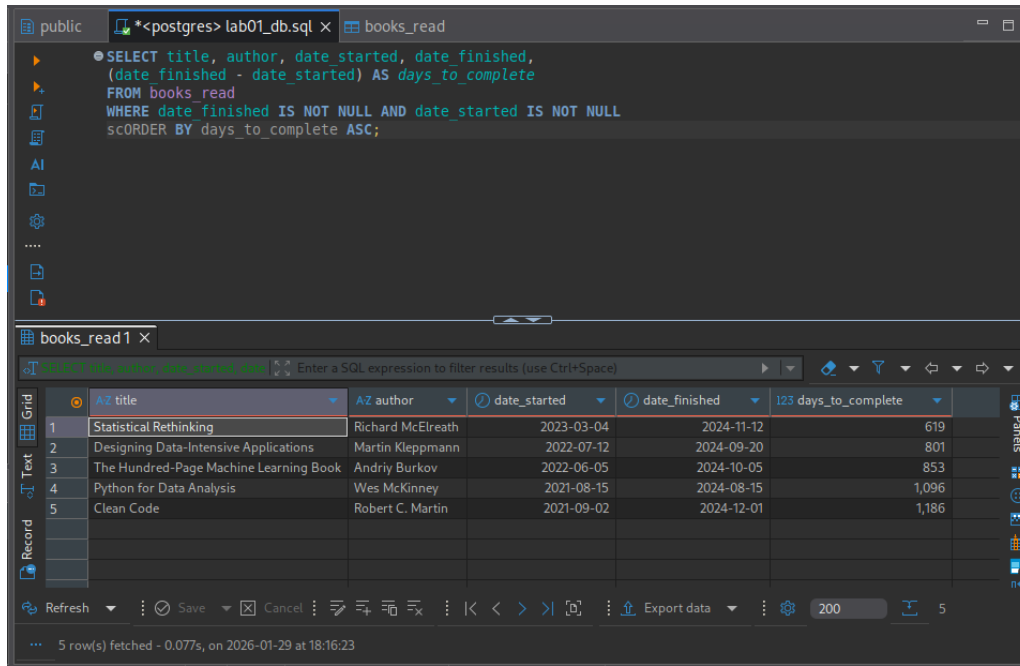 public
*<postgres> lab01_db.sql
books_read
SELECT title, author, date_started, date_finished,
(date_finished - date_started) AS days_to_complete
FROM books_read
WHERE date_finished IS NOT NULL AND date_started IS NOT NULL
scORDER BY days_to_complete ASC;
AI
books_read 1
SELECT title, author, date_started, date Enter a SQL expression to filter results (use Ctrl+Space)
Grid
Text
Record
Panels
A-Z title A-Z author date_started date_finished 123 days_to_complete
1 Statistical Rethinking Richard McElreath 2023-03-04 2024-11-12 619
2 Designing Data-Intensive Applications Martin Kleppmann 2022-07-12 2024-09-20 801
3 The Hundred-Page Machine Learning Book Andriy Burkov 2022-06-05 2024-10-05 853
4 Python for Data Analysis Wes McKinney 2021-08-15 2024-08-15 1,096
5 Clean Code Robert C. Martin 2021-09-02 2024-12-01 1,186
Refresh Save Cancel Export data 200 5
5 row(s) fetched - 0.077s, on 2026-01-29 at 18:16:23